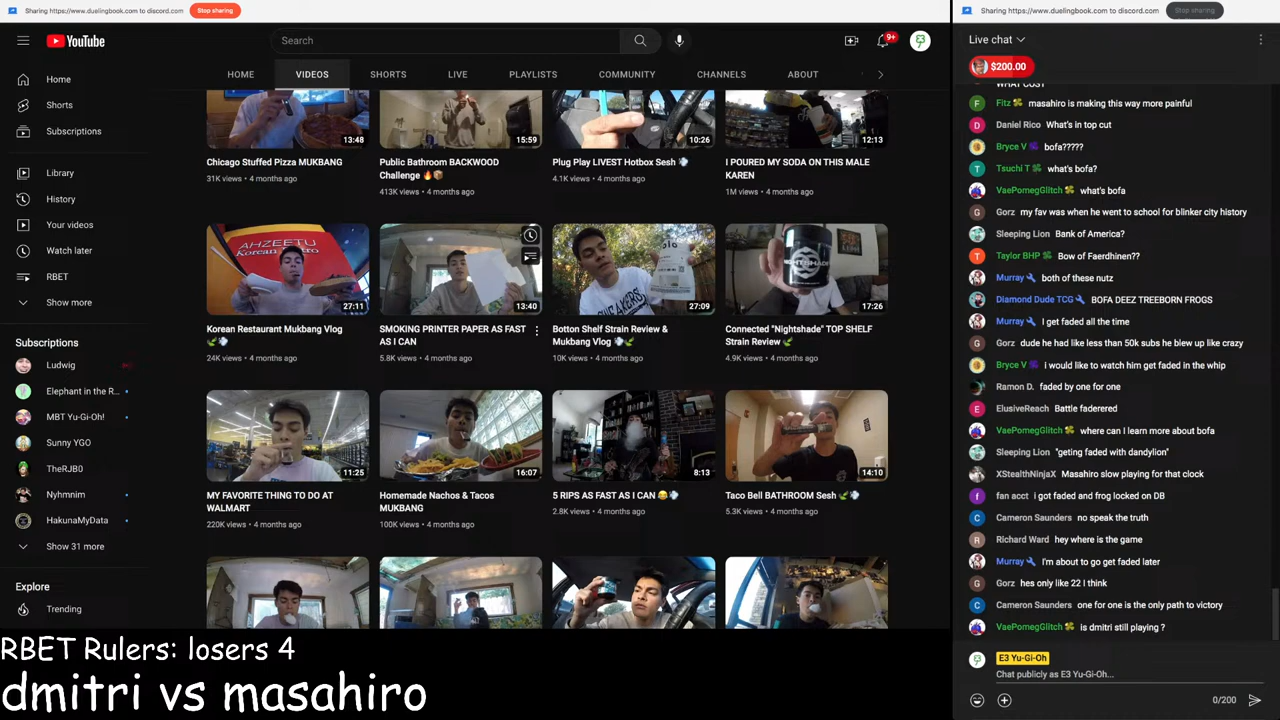 Sharing https://www.duelingbook.com to discord.com Stop sharing
Sharing https://www.duelingbook.com to discord.com Stop sharing
YouTube
Search
9+
HOME VIDEOS SHORTS LIVE PLAYLISTS COMMUNITY CHANNELS ABOUT
Home
Shorts
Subscriptions
Library
History
Your videos
Watch later
RBET
Show more
Subscriptions
Ludwig
Elephant in the R...
MBT Yu-Gi-Oh!
Sunny YGO
TheRJB0
Nyhmnim
HakunaMyData
Show 31 more
Explore
Trending
13:48
15:59
10:26
12:13
Chicago Stuffed Pizza MUKBANG
31K views • 4 months ago
Public Bathroom BACKWOOD
Challenge 🔥📦
413K views • 4 months ago
Plug Play LIVEST Hotbox Sesh 💨
4.1K views • 4 months ago
I POURED MY SODA ON THIS MALE
KAREN
1M views • 4 months ago
AHZEETU
Korean Bistro
27:11
13:40
27:09
17:26
Korean Restaurant Mukbang Vlog
🌿💨
24K views • 4 months ago
SMOKING PRINTER PAPER AS FAST
AS I CAN
5.8K views • 4 months ago
Botton Shelf Strain Review &
Mukbang Vlog 💨🌿
10K views • 4 months ago
Connected "Nightshade" TOP SHELF
Strain Review 🌿
4.9K views • 4 months ago
11:25
16:07
8:13
14:10
MY FAVORITE THING TO DO AT
WALMART
220K views • 4 months ago
Homemade Nachos & Tacos
MUKBANG
100K views • 4 months ago
5 RIPS AS FAST AS I CAN 😂💨
2.8K views • 4 months ago
Taco Bell BATHROOM Sesh 🌿💨
5.3K views • 4 months ago
RBET Rulers: losers 4
dmitri vs masahiro
Live chat
$200.00
WHAT COST
Fitz 🍀 masahiro is making this way more painful
Daniel Rico What's in top cut
Bryce V bofa?????
Tsuchi T 🍀 what's bofa?
VaePomegGlitch 🍀 what's bofa
Gorz my fav was when he went to school for blinker city history
Sleeping Lion Bank of America?
Taylor BHP 🍀 Bow of Faerdhinen??
Murray both of these nutz
Diamond Dude TCG BOFA DEEZ TREEBORN FROGS
Murray I get faded all the time
Gorz dude he had like less than 50k subs he blew up like crazy
Bryce V I would like to watch him get faded in the whip
Ramon D. faded by one for one
ElusiveReach Battle faderered
VaePomegGlitch 🍀 where can I learn more about bofa
Sleeping Lion "geting faded with dandylion"
XStealthNinjaX Masahiro slow playing for that clock
fan acct i got faded and frog locked on DB
Cameron Saunders no speak the truth
Richard Ward hey where is the game
Murray I'm about to go get faded later
Gorz hes only like 22 I think
Cameron Saunders one for one is the only path to victory
VaePomegGlitch 🍀 is dmitri still playing ?
E3 Yu-Gi-Oh
Chat publicly as E3 Yu-Gi-Oh...
0/200